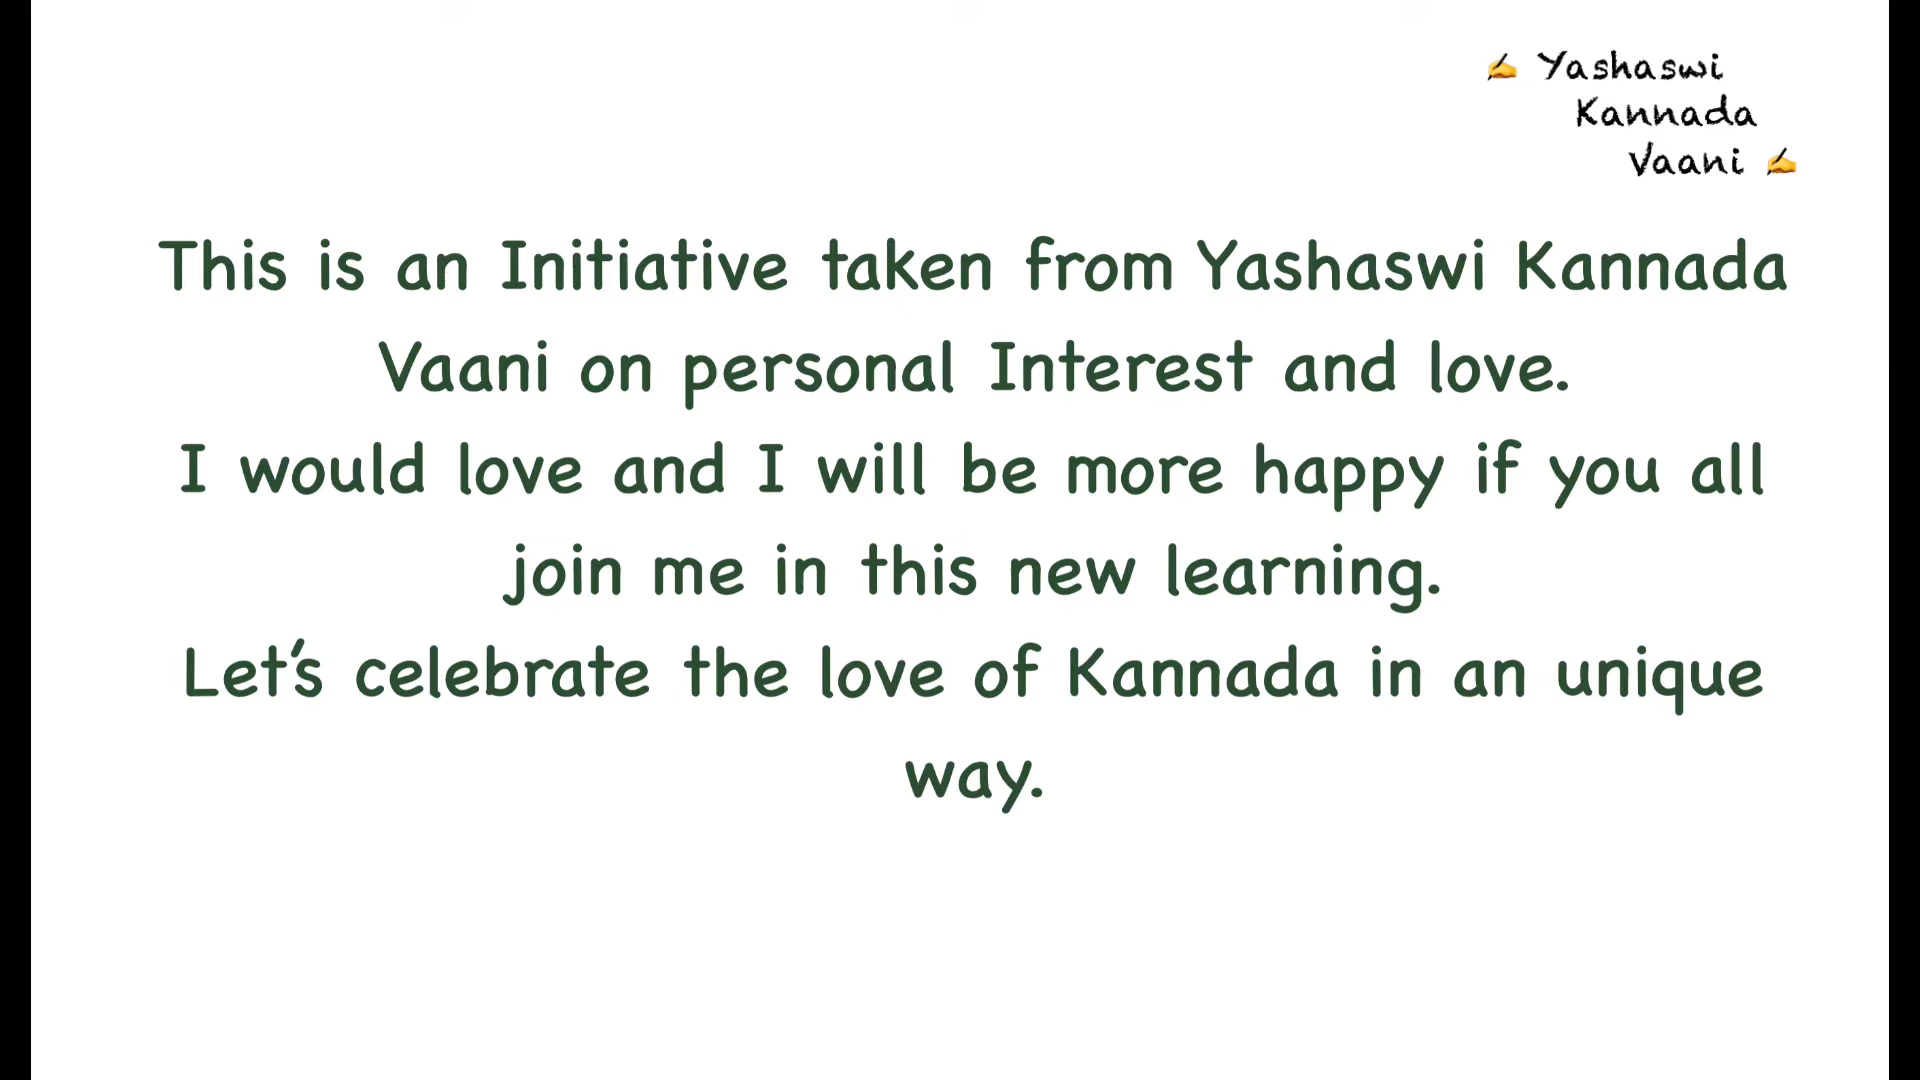 ✍️ Yashaswi
Kannada
Vaani ✍️
This is an Initiative taken from Yashaswi Kannada
Vaani on personal Interest and love.
I would love and I will be more happy if you all
join me in this new learning.
Let's celebrate the love of Kannada in an unique
way.